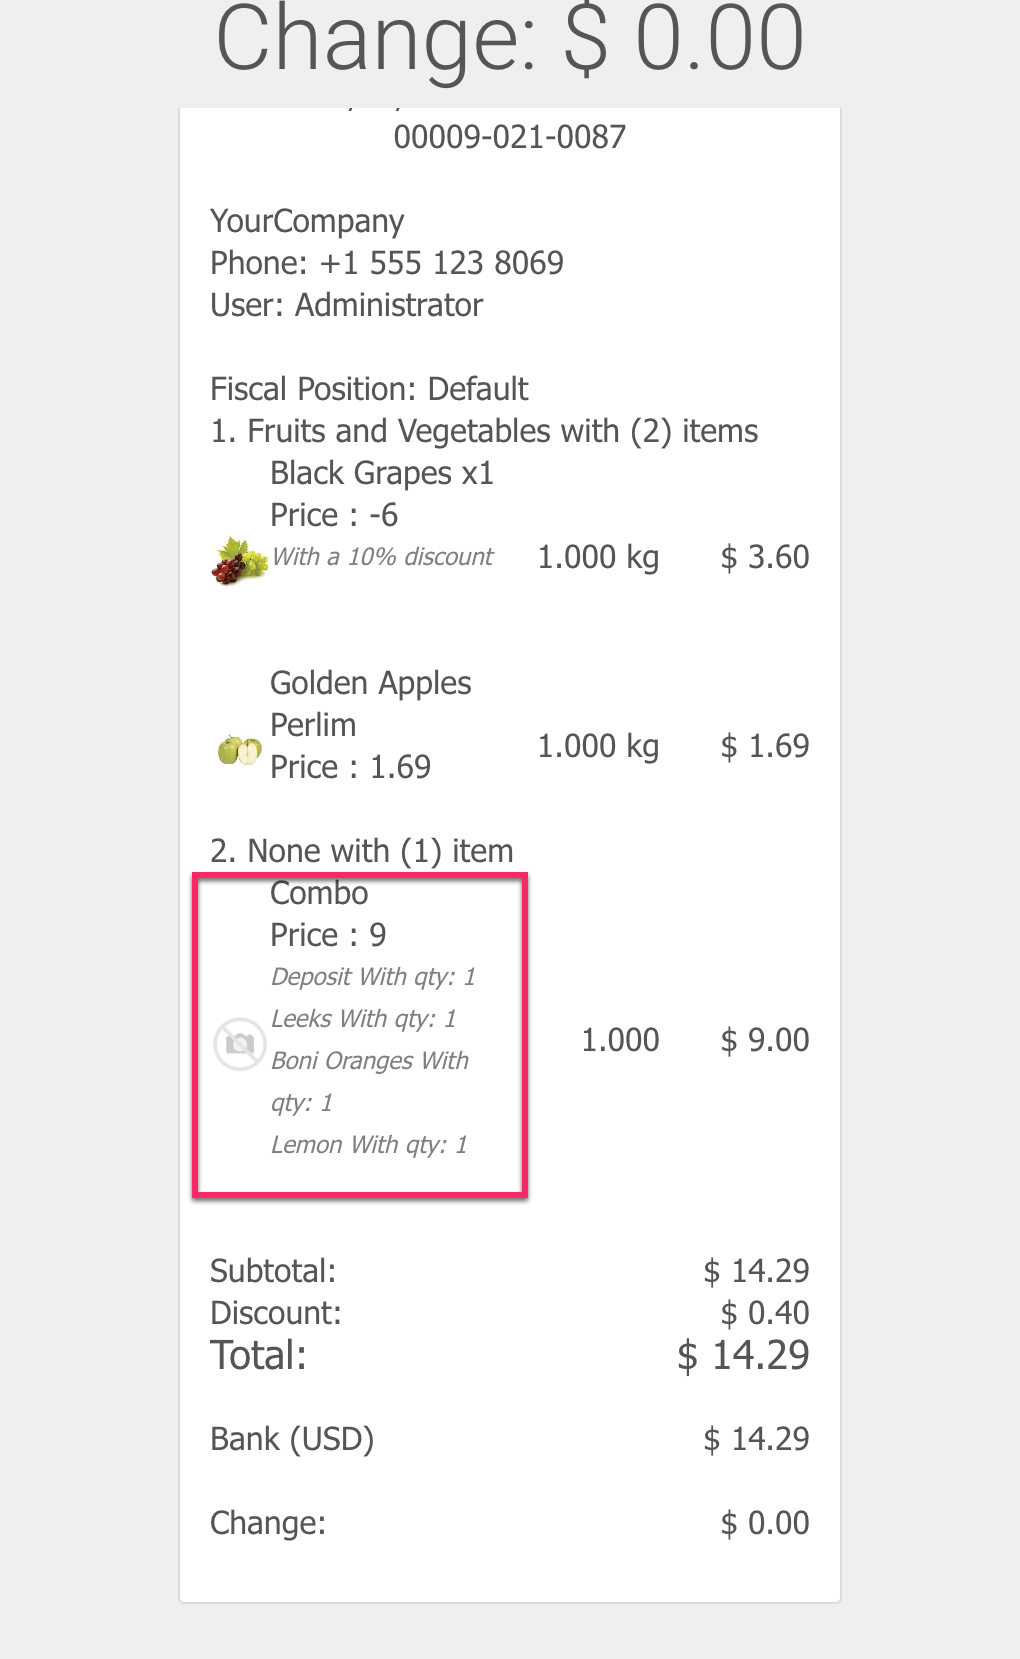 Change: $ 0.00
00009-021-0087
YourCompany
Phone: +1 555 123 8069
User: Administrator
Fiscal Position: Default
1. Fruits and Vegetables with (2) items
Black Grapes x1
Price : -6
With a 10% discount 1.000 kg $ 3.60
Golden Apples
Perlim
Price : 1.69
1.000 kg $ 1.69
2. None with (1) item
Combo
Price : 9
Deposit With qty: 1
Leeks With qty: 1
Boni Oranges With
qty: 1
Lemon With qty: 1
1.000 $ 9.00
Subtotal: $ 14.29
Discount: $ 0.40
Total: $ 14.29
Bank (USD) $ 14.29
Change: $ 0.00